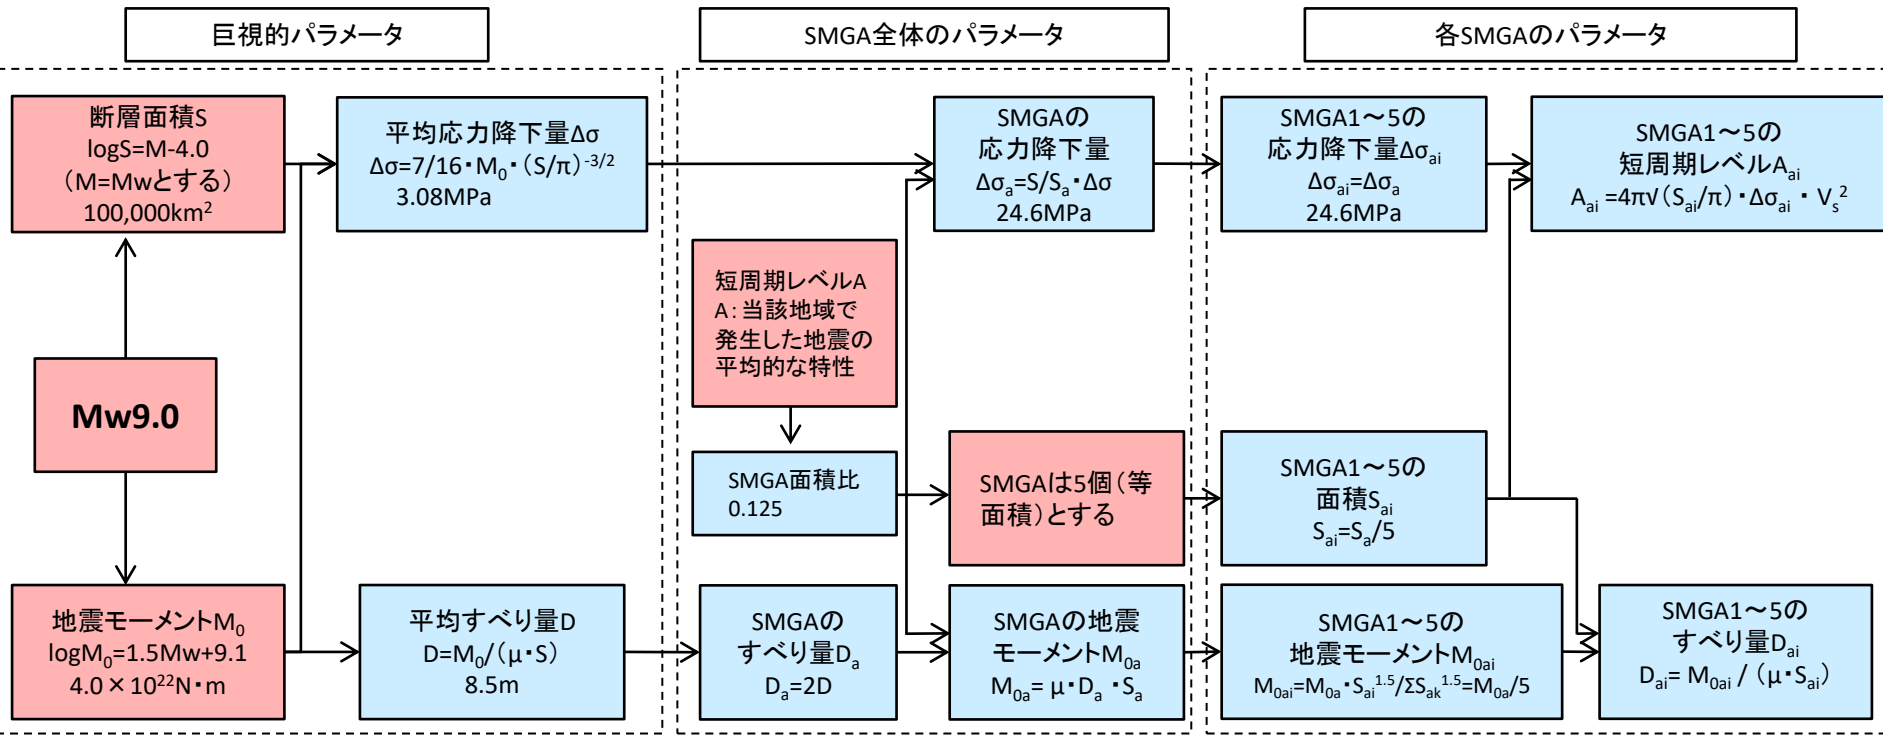 巨視的パラメータ
SMGA全体のパラメータ
各SMGAのパラメータ
断層面積S
logS=M-4.0
（M=Mwとする）
100,000km²
平均応力降下量Δσ
Δσ=7/16・M₀・（S/π）⁻³ᐟ²
3.08MPa
SMGAの
応力降下量
Δσₐ=S/Sₐ・Δσ
24.6MPa
SMGA1～5の
応力降下量Δσₐᵢ
Δσₐᵢ=Δσₐ
24.6MPa
SMGA1～5の
短周期レベルAₐᵢ
Aₐᵢ =4π√（Sₐᵢ/π）・Δσₐᵢ ・ Vₛ²
短周期レベルA
A：当該地域で
発生した地震の
平均的な特性
Mw9.0
SMGA面積比
0.125
SMGAは5個（等
面積）とする
SMGA1～5の
面積Sₐᵢ
Sₐᵢ=Sₐ/5
地震モーメントM₀
logM₀=1.5Mw+9.1
4.0×10²²N・m
平均すべり量D
D=M₀/（μ・S）
8.5m
SMGAの
すべり量Dₐ
Dₐ=2D
SMGAの地震
モーメントM₀ₐ
M₀ₐ= μ・Dₐ ・Sₐ
SMGA1～5の
地震モーメントM₀ₐᵢ
M₀ₐᵢ=M₀ₐ・Sₐᵢ¹·⁵/ΣSₐₖ¹·⁵=M₀ₐ/5
SMGA1～5の
すべり量Dₐᵢ
Dₐᵢ= M₀ₐᵢ /（μ・Sₐᵢ）